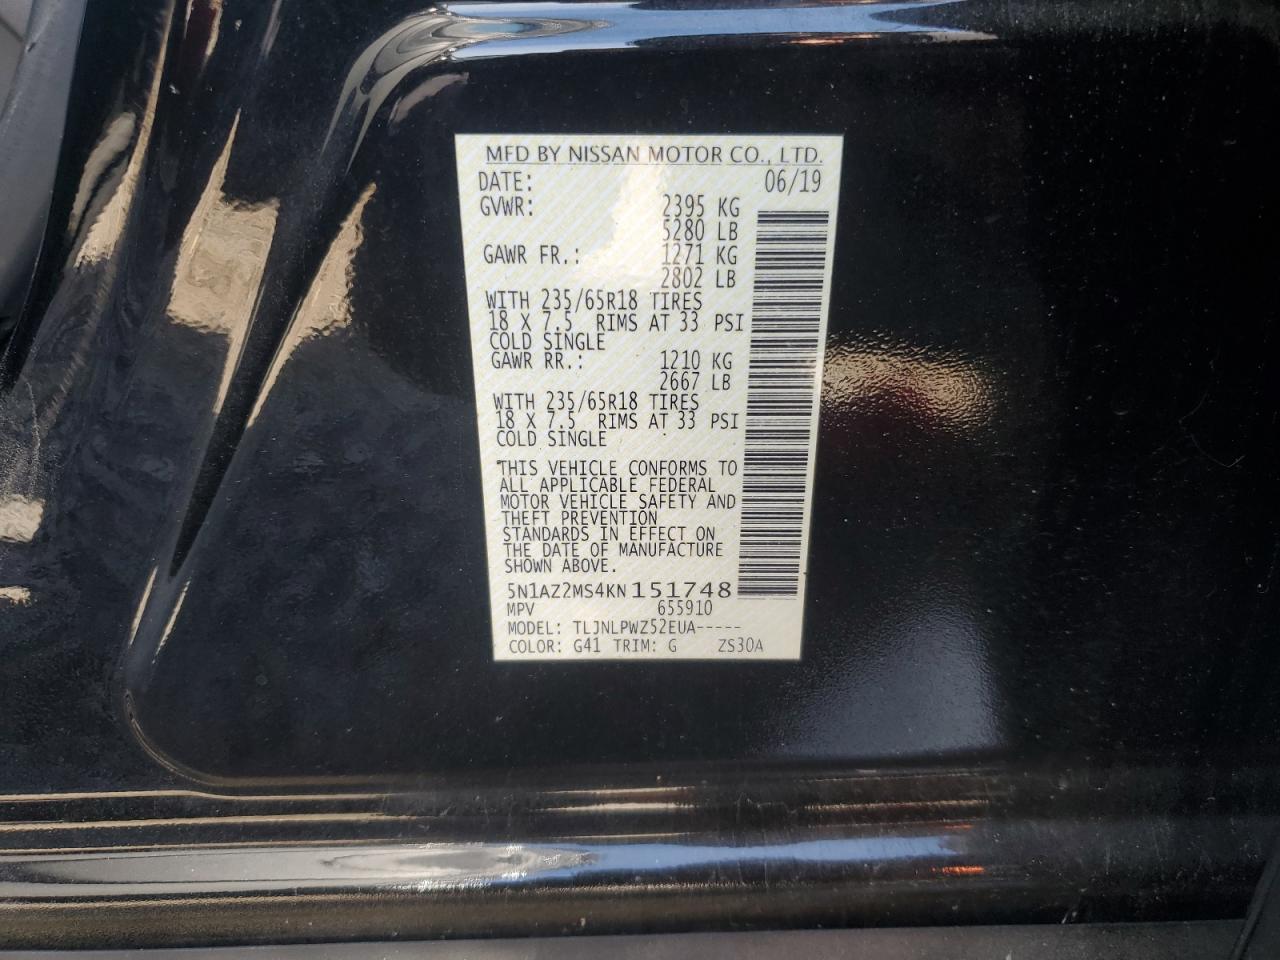 MFD BY NISSAN MOTOR CO., LTD.
DATE: 06/19
GVWR: 2395 KG
5280 LB
GAWR FR.: 1271 KG
2802 LB
WITH 235/65R18 TIRES
18 X 7.5 RIMS AT 33 PSI
COLD SINGLE
GAWR RR.: 1210 KG
2667 LB
WITH 235/65R18 TIRES
18 X 7.5 RIMS AT 33 PSI
COLD SINGLE
THIS VEHICLE CONFORMS TO
ALL APPLICABLE FEDERAL
MOTOR VEHICLE SAFETY AND
THEFT PREVENTION
STANDARDS IN EFFECT ON
THE DATE OF MANUFACTURE
SHOWN ABOVE.
5N1AZ2MS4KN151748
MPV 655910
MODEL: TLJNLPWZ52EUA-----
COLOR: G41 TRIM: G ZS30A